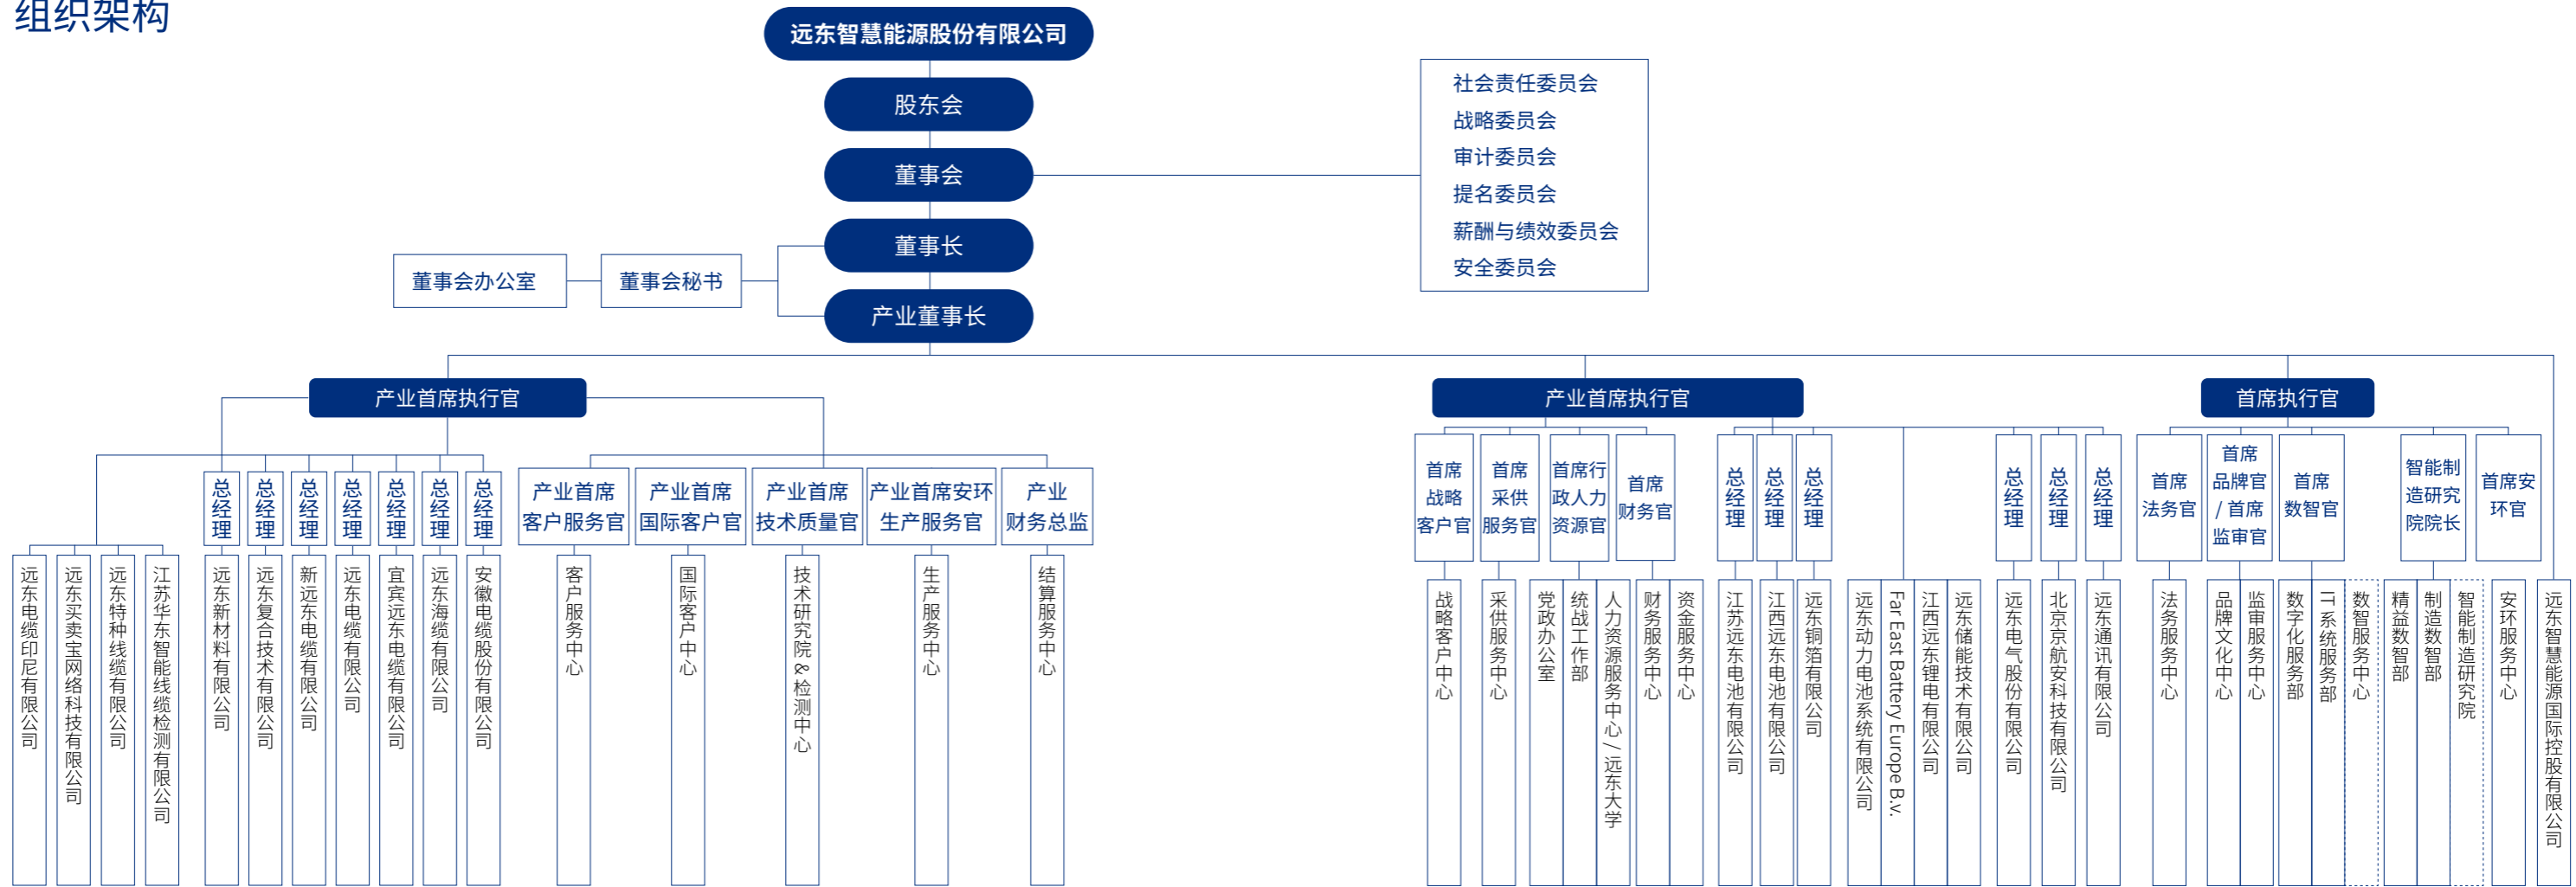 组织架构
远东智慧能源股份有限公司
股东会
董事会
董事长
产业董事长
董事会办公室
董事会秘书
社会责任委员会
战略委员会
审计委员会
提名委员会
薪酬与绩效委员会
安全委员会
产业首席执行官
产业首席执行官
首席执行官
总经理
总经理
总经理
总经理
总经理
总经理
总经理
产业首席
客户服务官
产业首席
国际客户官
产业首席
技术质量官
产业首席安环
生产服务官
产业
财务总监
首席
战略
客户官
首席
采供
服务官
首席行
政人力
资源官
首席
财务官
总经理
总经理
总经理
总经理
总经理
总经理
首席
法务官
首席
品牌官
/ 首席
监审官
首席
数智官
智能制
造研究
院院长
首席安
环官
远东电缆印尼有限公司
远东买卖宝网络科技有限公司
远东特种线缆有限公司
江苏华东智能线缆检测有限公司
远东新材料有限公司
远东复合技术有限公司
新远东电缆有限公司
远东电缆有限公司
宜宾远东电缆有限公司
远东海缆有限公司
安徽电缆股份有限公司
客户服务中心
国际客户中心
技术研究院 & 检测中心
生产服务中心
结算服务中心
战略客户中心
采供服务中心
党政办公室
统战工作部
人力资源服务中心 / 远东大学
财务服务中心
资金服务中心
江苏远东电池有限公司
江西远东电池有限公司
远东铜箔有限公司
远东动力电池系统有限公司
Far East Battery Europe B.v.
江西远东锂电有限公司
远东储能技术有限公司
远东电气股份有限公司
北京京航安科技有限公司
远东通讯有限公司
法务服务中心
品牌文化中心
监审服务中心
数字化服务部
IT 系统服务部
数智服务中心
精益数智部
制造数智部
智能制造研究院
安环服务中心
远东智慧能源国际控股有限公司